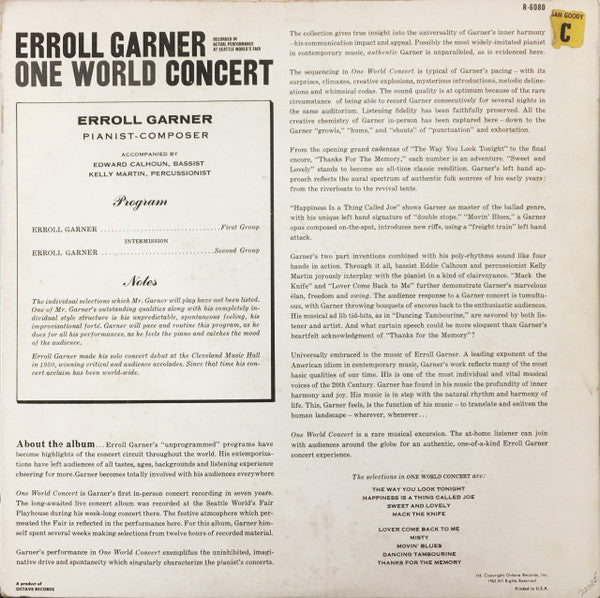 ERROLL GARNER
RECORDED IN
ACTUAL PERFORMANCE
AT SEATTLE WORLD'S FAIR
ONE WORLD CONCERT
ERROLL GARNER
PIANIST-COMPOSER
ACCOMPANIED BY
EDWARD CALHOUN, BASSIST
KELLY MARTIN, PERCUSSIONIST
Program
ERROLL GARNER ..............................First Group
INTERMISSION
ERROLL GARNER ..............................Second Group
Notes
The individual selections which Mr. Garner will play have not been listed.
One of Mr. Garner's outstanding qualities along with his completely in-
dividual style structure is his unpredictable, spontaneous feeling, his
improvisational forté. Garner will pace and routine this program, as he
does for all his performances, as he feels the piano and catches the mood
of the audience.
Erroll Garner made his solo concert debut at the Cleveland Music Hall
in 1950, winning critical and audience accolades. Since that time his con-
cert acclaim has been world-wide.
About the album... Erroll Garner's "unprogrammed" programs have
become highlights of the concert circuit throughout the world. His extemporiza-
tions have left audiences of all tastes, ages, backgrounds and listening experience
cheering for more. Garner becomes totally involved with his audiences everywhere
One World Concert is Garner's first in-person concert recording in seven years.
The long-awaited live concert album was recorded at the Seattle World's Fair
Playhouse during his week-long concert there. The festive atmosphere which per-
meated the Fair is reflected in the performance here. For this album, Garner him-
self spent several weeks making selections from twelve hours of recorded material.
Garner's performance in One World Concert exemplifies the uninhibited, imagi-
native drive and spontaneity which singularly characterize the pianist's concerts.
A product of
OCTAVE RECORDS
R-6080
SAM GOODY
C
The collection gives true insight into the universality of Garner's inner harmony
- his communication impact and appeal. Possibly the most widely-imitated pianist
in contemporary music, authentic Garner is unparalleled, as is evidenced here.
The sequencing in One World Concert is typical of Garner's pacing - with its
surprises, climaxes, creative explosions, mysterious introductions, melodic deline-
ations and whimsical codas. The sound quality is at optimum because of the rare
circumstance of being able to record Garner consecutively for several nights in
the same auditorium. Listening fidelity has been faithfully preserved. All the
creative chemistry of Garner in-person has been captured here - down to the
Garner "growls," "hums," and "shouts" of "punctuation" and exhortation.
From the opening grand cadenzas of "The Way You Look Tonight" to the final
encore, "Thanks For The Memory," each number is an adventure. "Sweet and
Lovely" stands to become an all-time classic rendition. Garner's left hand ap-
proach reflects the aural spectrum of authentic folk sources of his early years:
from the riverboats to the revival tents.
"Happiness Is a Thing Called Joe" shows Garner as master of the ballad genre,
with his unique left hand signature of "double stops." "Movin' Blues," a Garner
opus composed on-the-spot, introduces new riffs, using a "freight train" left hand
attack.
Garner's two part inventions combined with his poly-rhythms sound like four
hands in action. Through it all, bassist Eddie Calhoun and percussionist Kelly
Martin joyously interplay with the pianist in a kind of clairvoyance. "Mack the
Knife" and "Lover Come Back to Me" further demonstrate Garner's marvelous
élan, freedom and swing. The audience response to a Garner concert is tumultu-
ous, with Garner throwing bouquets of encores back to the enthusiastic audiences.
His musical ad lib tid-bits, as in "Dancing Tambourine," are savored by both lis-
tener and artist. And what curtain speech could be more eloquent than Garner's
heartfelt acknowledgment of "Thanks for the Memory"?
Universally embraced is the music of Erroll Garner. A leading exponent of the
American idiom in contemporary music, Garner's work reflects many of the most
basic qualities of our time. His is one of the most individual and vital musical
voices of the 20th Century. Garner has found in his music the profundity of inner
harmony and joy. His music is in step with the natural rhythm and harmony of
life. This, Garner feels, is the function of his music - to translate and enliven the
human landscape - wherever, whenever...
One World Concert is a rare musical excursion. The at-home listener can join
with audiences around the globe for an authentic, one-of-a-kind Erroll Garner
concert experience.
The selections in ONE WORLD CONCERT are:
THE WAY YOU LOOK TONIGHT
HAPPINESS IS A THING CALLED JOE
SWEET AND LOVELY
MACK THE KNIFE
LOVER COME BACK TO ME
MISTY
MOVIN' BLUES
DANCING TAMBOURINE
THANKS FOR THE MEMORY
Int. Copyright Octave Records, Inc.
1963 All Rights Reserved
Printed in U.S.A.